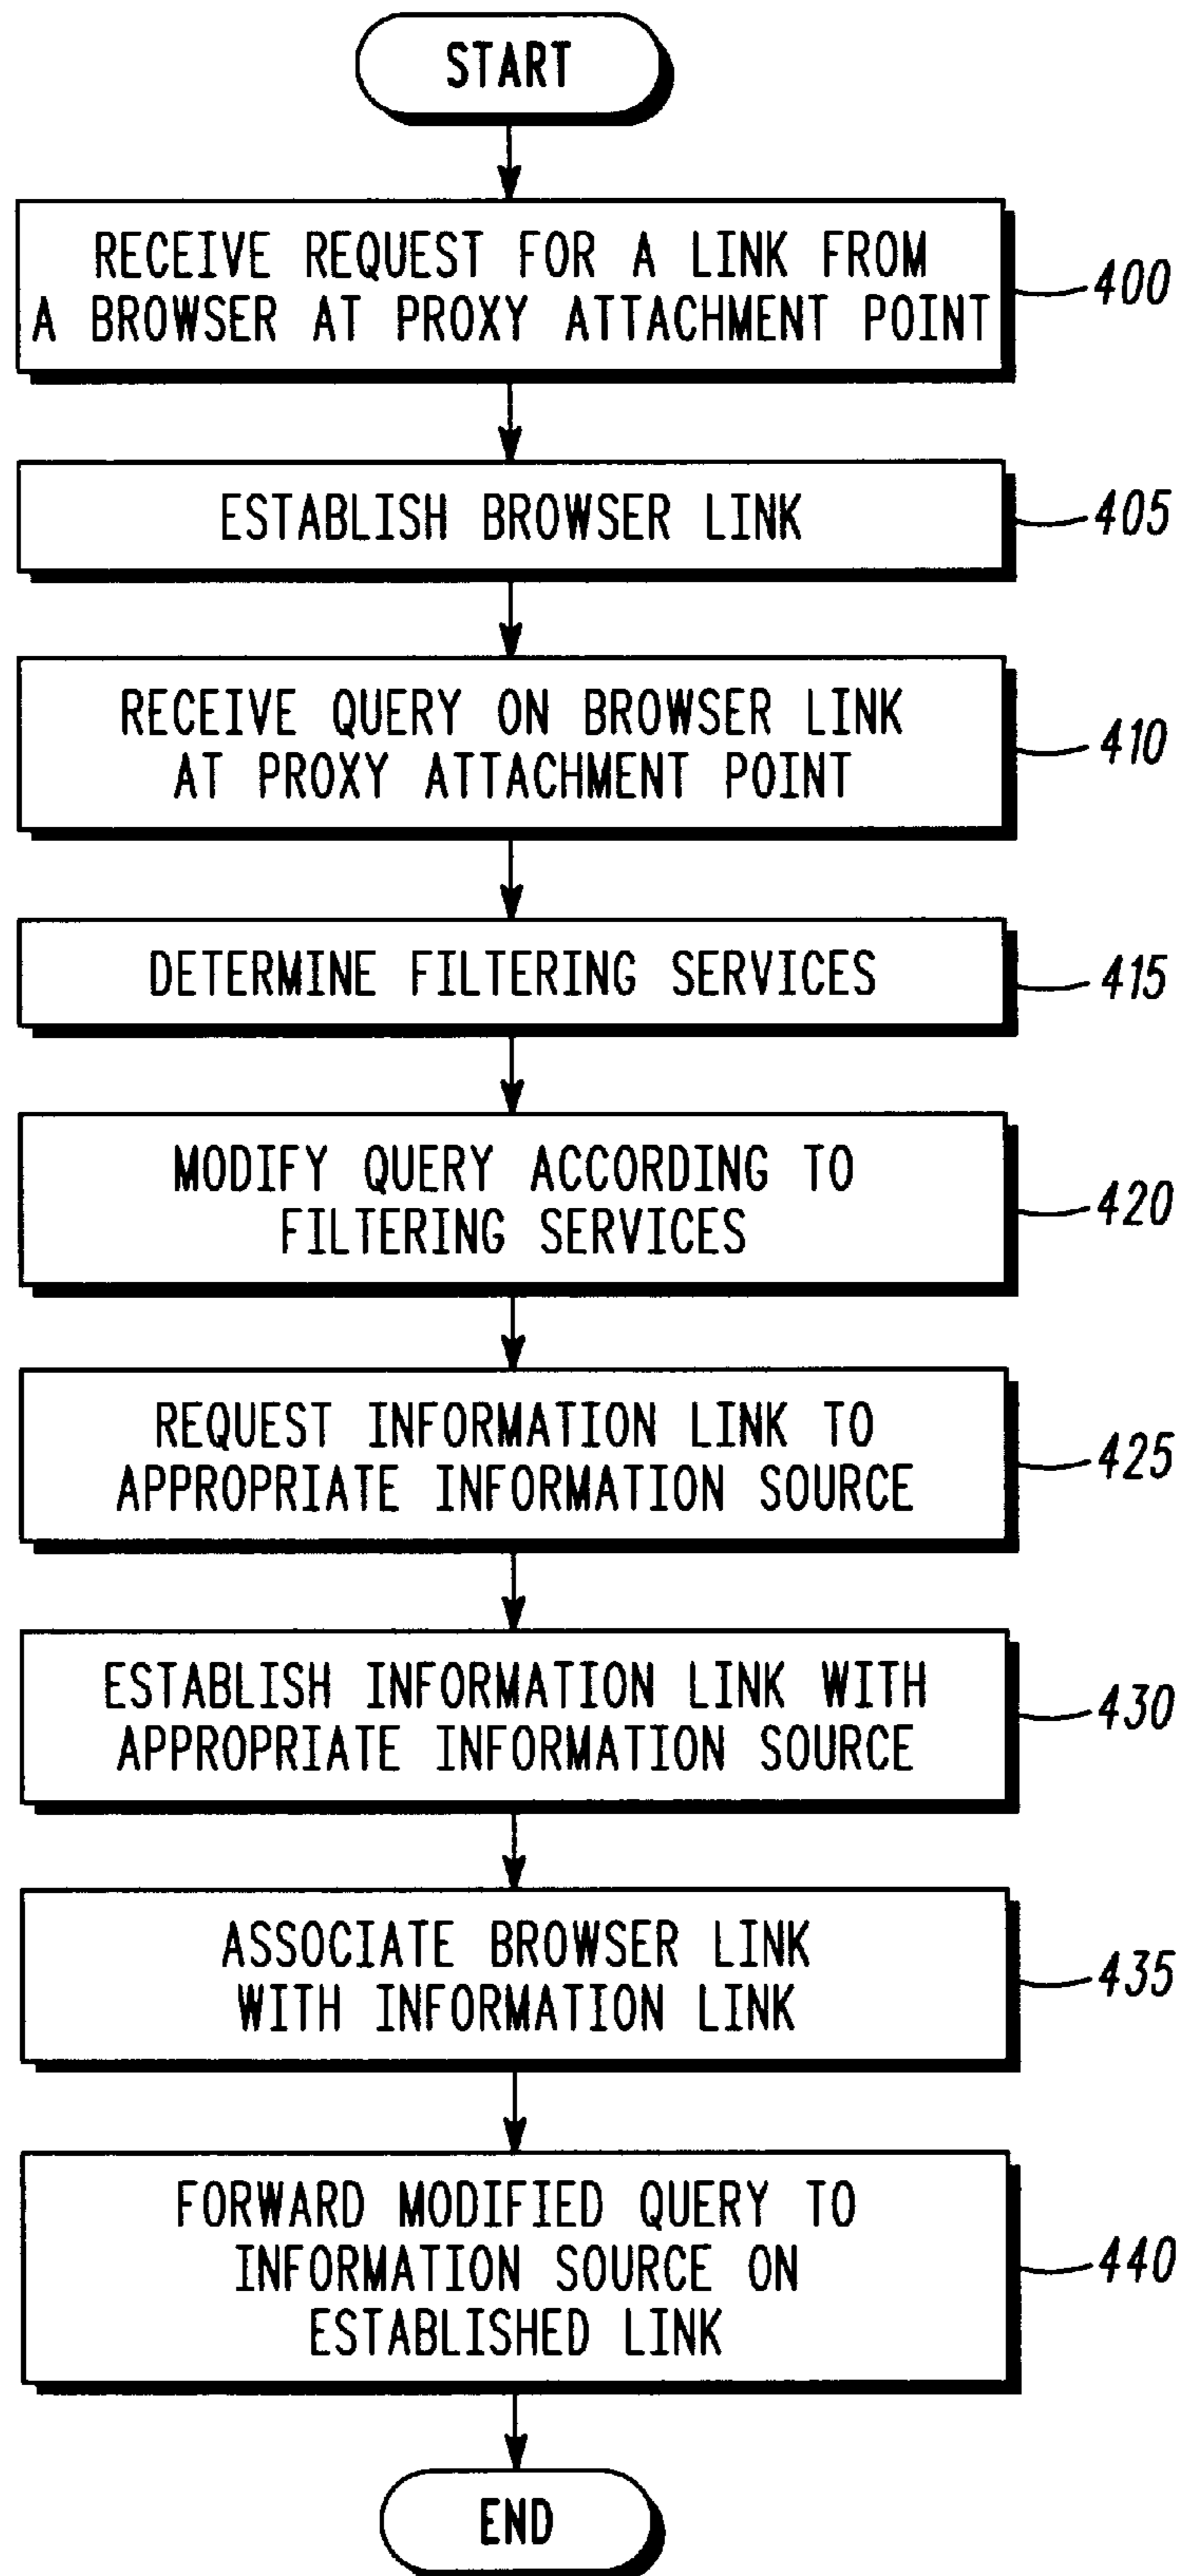 START
RECEIVE REQUEST FOR A LINK FROM
A BROWSER AT PROXY ATTACHMENT POINT
400
ESTABLISH BROWSER LINK
405
RECEIVE QUERY ON BROWSER LINK
AT PROXY ATTACHMENT POINT
410
DETERMINE FILTERING SERVICES
415
MODIFY QUERY ACCORDING TO
FILTERING SERVICES
420
REQUEST INFORMATION LINK TO
APPROPRIATE INFORMATION SOURCE
425
ESTABLISH INFORMATION LINK WITH
APPROPRIATE INFORMATION SOURCE
430
ASSOCIATE BROWSER LINK
WITH INFORMATION LINK
435
FORWARD MODIFIED QUERY TO
INFORMATION SOURCE ON
ESTABLISHED LINK
440
END